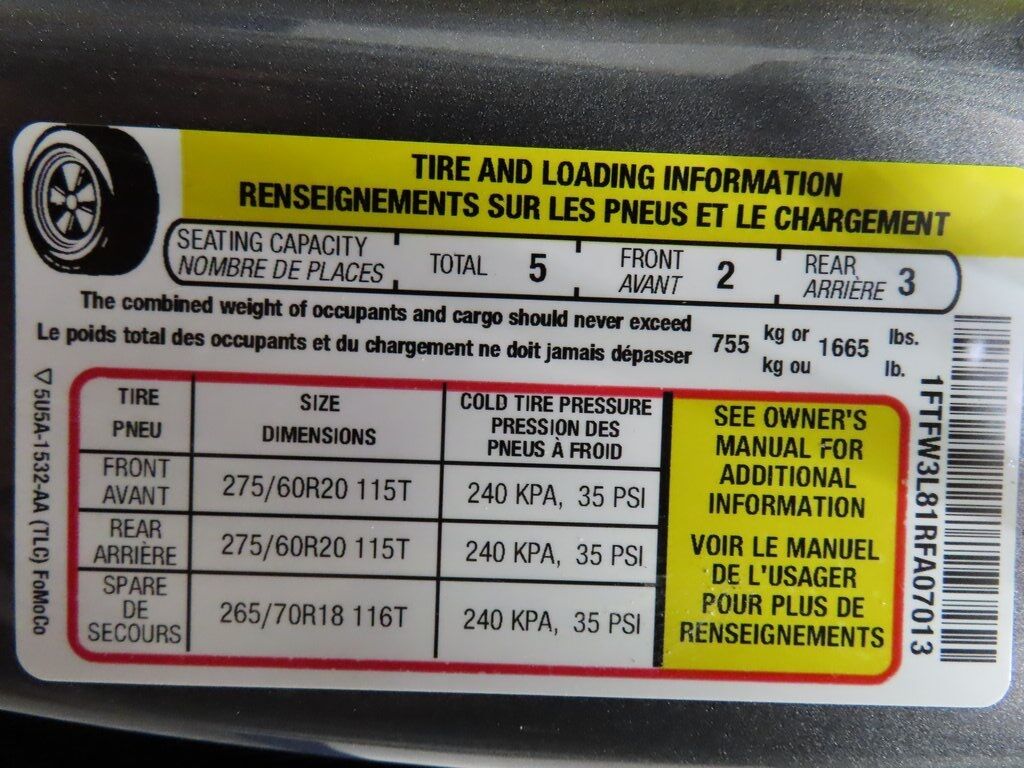 TIRE AND LOADING INFORMATION
RENSEIGNEMENTS SUR LES PNEUS ET LE CHARGEMENT
SEATING CAPACITY
NOMBRE DE PLACES
TOTAL 5
FRONT
AVANT
2
REAR
ARRIÈRE
3
The combined weight of occupants and cargo should never exceed
Le poids total des occupants et du chargement ne doit jamais dépasser
755 kg or 1665 lbs.
kg ou lb.
TIRE
PNEU
SIZE
DIMENSIONS
COLD TIRE PRESSURE
PRESSION DES
PNEUS À FROID
FRONT
AVANT
275/60R20 115T
240 KPA, 35 PSI
REAR
ARRIÈRE
275/60R20 115T
240 KPA, 35 PSI
SPARE
DE
SECOURS
265/70R18 116T
240 KPA, 35 PSI
SEE OWNER'S
MANUAL FOR
ADDITIONAL
INFORMATION
VOIR LE MANUEL
DE L'USAGER
POUR PLUS DE
RENSEIGNEMENTS
▽5U5A-1532-AA (TLC) FoMoCo
1FTFW3L81RFA07013